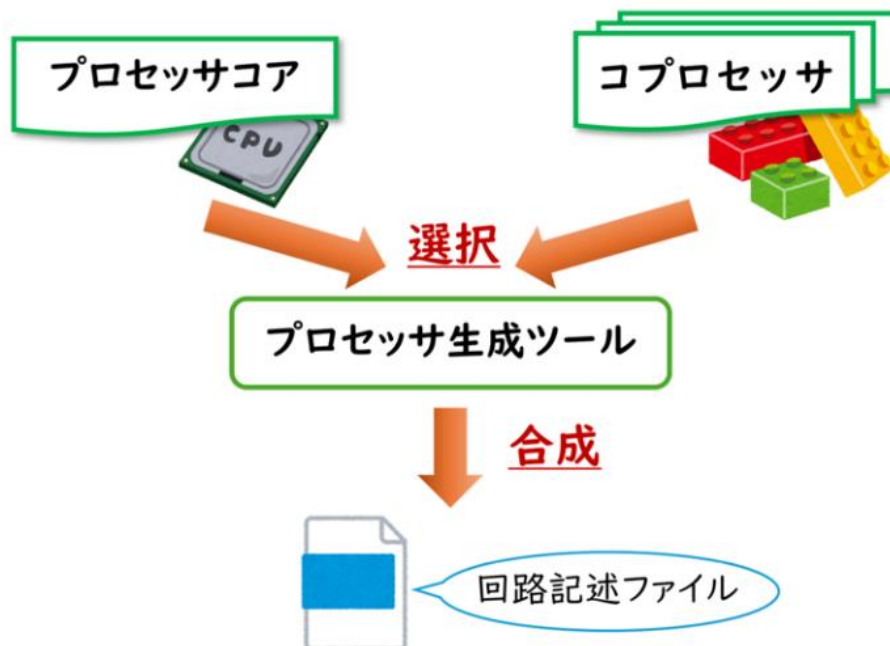 プロセッサコア
コプロセッサ
CPU
選択
プロセッサ生成ツール
合成
回路記述ファイル